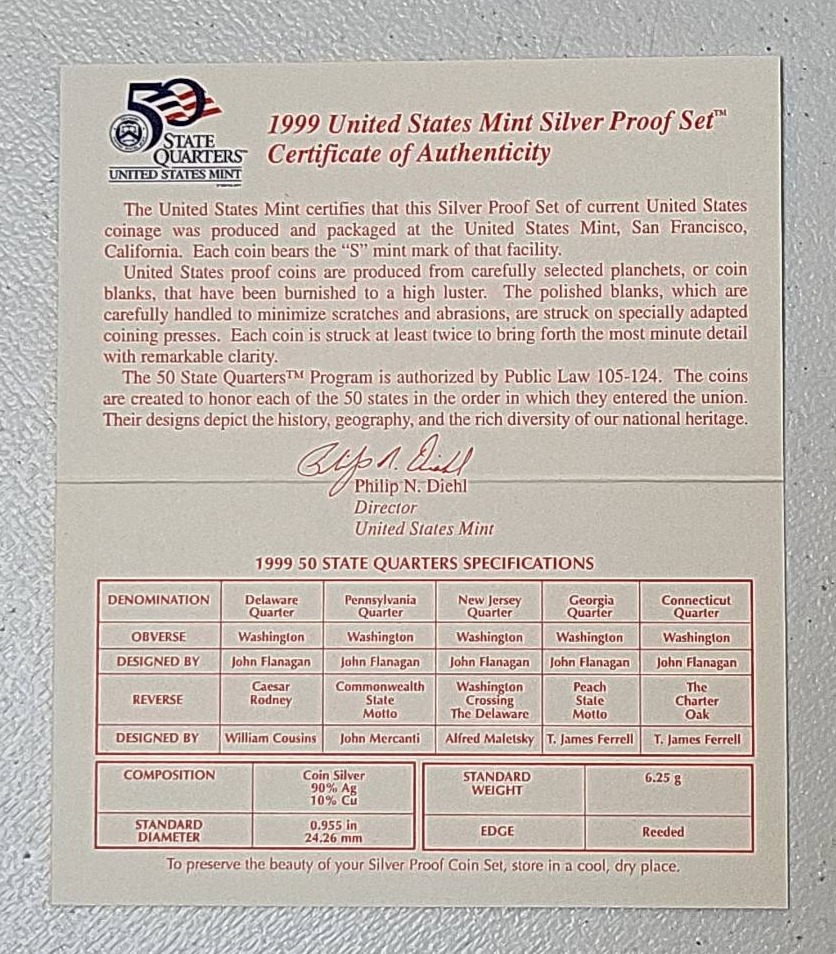 50
STATE
QUARTERS™
UNITED STATES MINT
1999 United States Mint Silver Proof Set™
Certificate of Authenticity
The United States Mint certifies that this Silver Proof Set of current United States
coinage was produced and packaged at the United States Mint, San Francisco,
California. Each coin bears the “S” mint mark of that facility.
United States proof coins are produced from carefully selected planchets, or coin
blanks, that have been burnished to a high luster. The polished blanks, which are
carefully handled to minimize scratches and abrasions, are struck on specially adapted
coining presses. Each coin is struck at least twice to bring forth the most minute detail
with remarkable clarity.
The 50 State Quarters™ Program is authorized by Public Law 105-124. The coins
are created to honor each of the 50 states in the order in which they entered the union.
Their designs depict the history, geography, and the rich diversity of our national heritage.
Philip N. Diehl
Philip N. Diehl
Director
United States Mint
1999 50 STATE QUARTERS SPECIFICATIONS
DENOMINATION Delaware Quarter Pennsylvania Quarter New Jersey Quarter Georgia Quarter Connecticut Quarter
OBVERSE Washington Washington Washington Washington Washington
DESIGNED BY John Flanagan John Flanagan John Flanagan John Flanagan John Flanagan
REVERSE Caesar Rodney Commonwealth State Motto Washington Crossing The Delaware Peach State Motto The Charter Oak
DESIGNED BY William Cousins John Mercanti Alfred Maletsky T. James Ferrell T. James Ferrell
COMPOSITION Coin Silver 90% Ag 10% Cu
STANDARD DIAMETER 0.955 in 24.26 mm
STANDARD WEIGHT 6.25 g
EDGE Reeded
To preserve the beauty of your Silver Proof Coin Set, store in a cool, dry place.